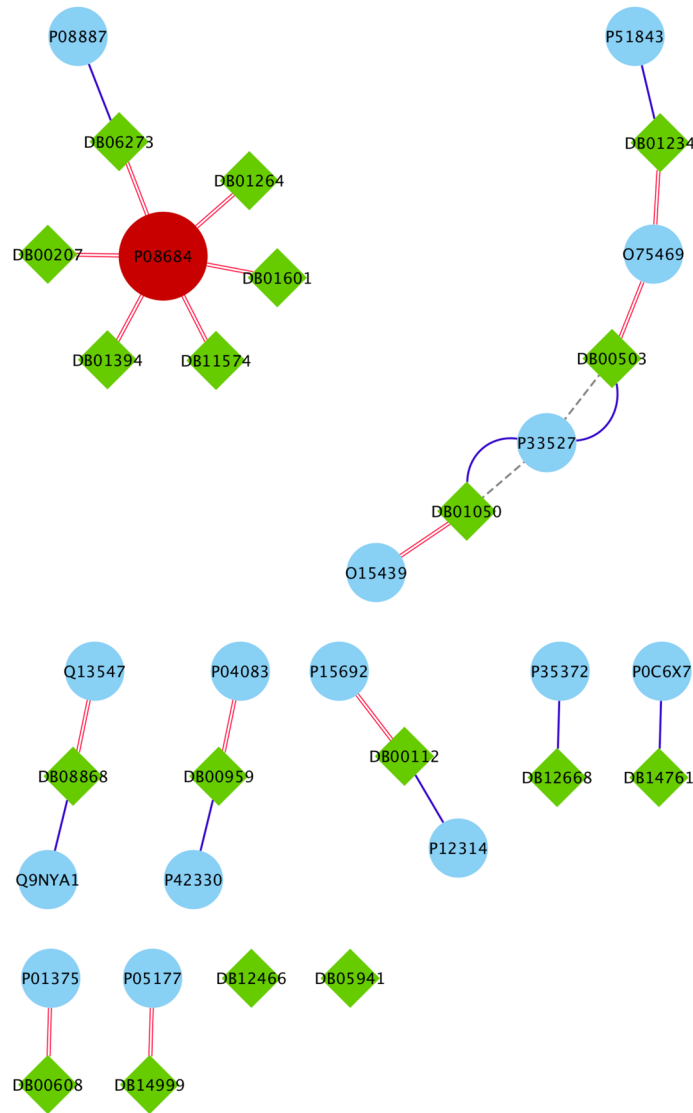 P08887
P51843
DB06273
DB01234
DB01264
DB00207
P08684
O75469
DB01601
DB01394
DB11574
DB00503
P33527
DB01050
O15439
Q13547
P04083
P15692
P35372
P0C6X7
DB08868
DB00959
DB00112
DB12668
DB14761
Q9NYA1
P42330
P12314
P01375
P05177
DB12466
DB05941
DB00608
DB14999